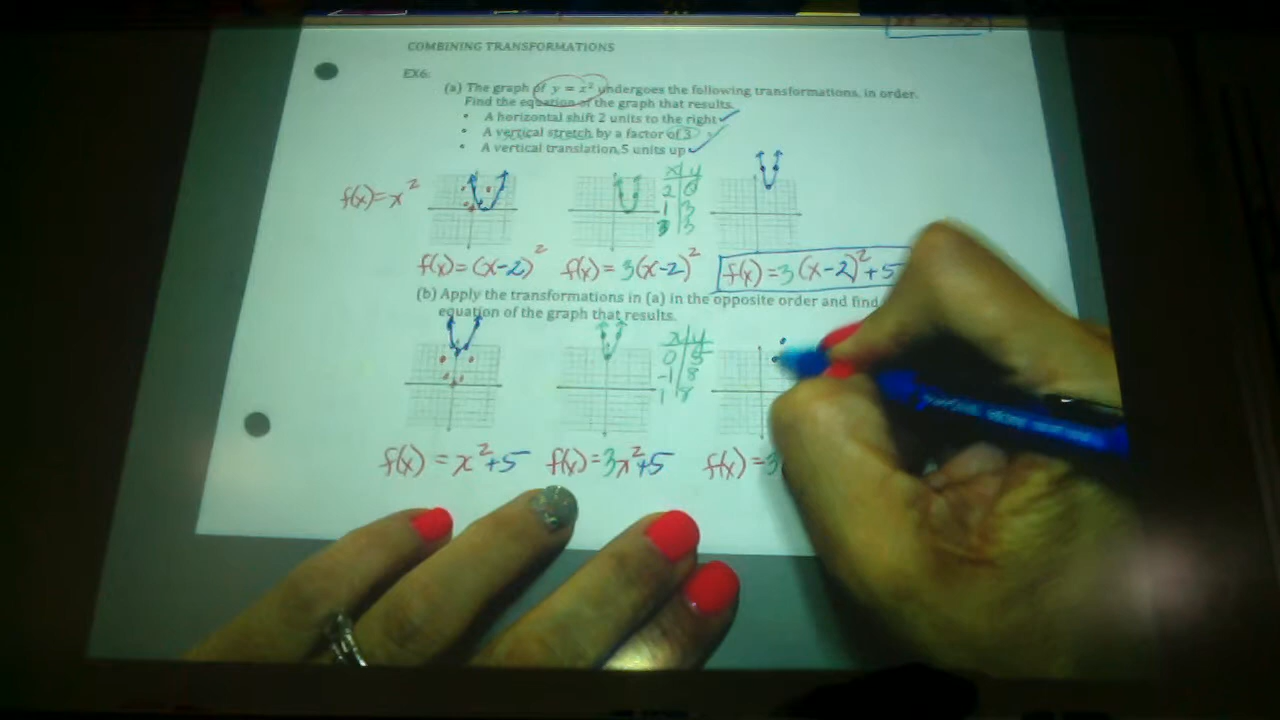 COMBINING TRANSFORMATIONS
EX6:
(a) The graph of y = x² undergoes the following transformations, in order.
Find the equation of the graph that results.
• A horizontal shift 2 units to the right
• A vertical stretch by a factor of 3
• A vertical translation 5 units up
f(x)=x²
x y
2 0
1 3
3 3
f(x)=(x-2)² f(x)=3(x-2)² f(x)=3(x-2)²+5
(b) Apply the transformations in (a) in the opposite order and find
equation of the graph that results.
x y
0 5
-1 8
1 8
f(x)=x²+5 f(x)=3x²+5 f(x)=3